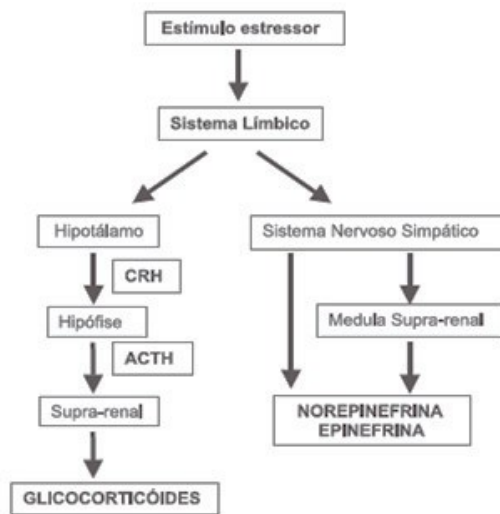 Estímulo estressor
Sistema Límbico
Hipotálamo
Sistema Nervoso Simpático
CRH
Hipófise
Medula Supra-renal
ACTH
Supra-renal
NOREPINEFRINA
EPINEFRINA
GLICOCORTICÓIDES